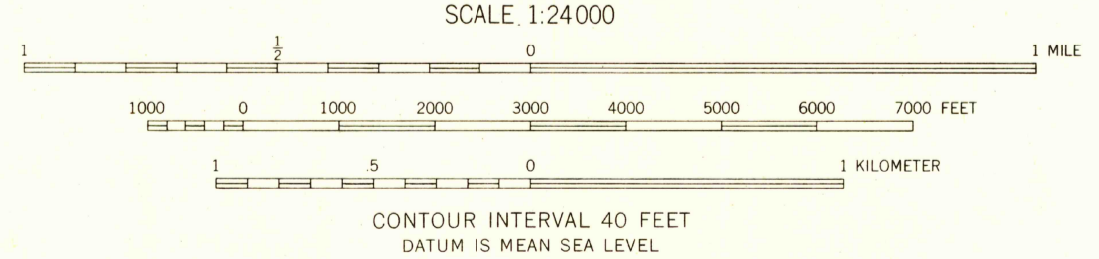 SCALE 1:24000
1 1/2 0 1 MILE
1000 0 1000 2000 3000 4000 5000 6000 7000 FEET
1 .5 0 1 KILOMETER
CONTOUR INTERVAL 40 FEET
DATUM IS MEAN SEA LEVEL